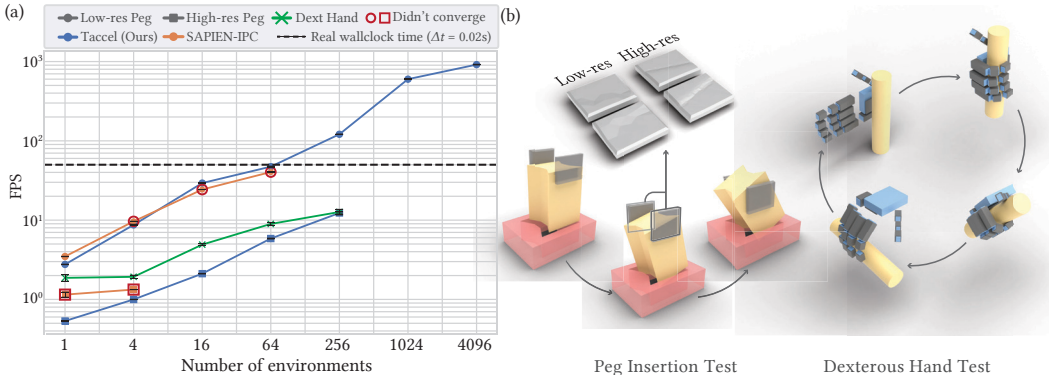 (a)
Low-res Peg High-res Peg Dext Hand Didn't converge
Taccel (Ours) SAPIEN-IPC Real wallclock time (Δt = 0.02s)
10³
10²
10¹
10⁰
FPS
1 4 16 64 256 1024 4096
Number of environments
(b)
Low-res High-res
Peg Insertion Test Dexterous Hand Test